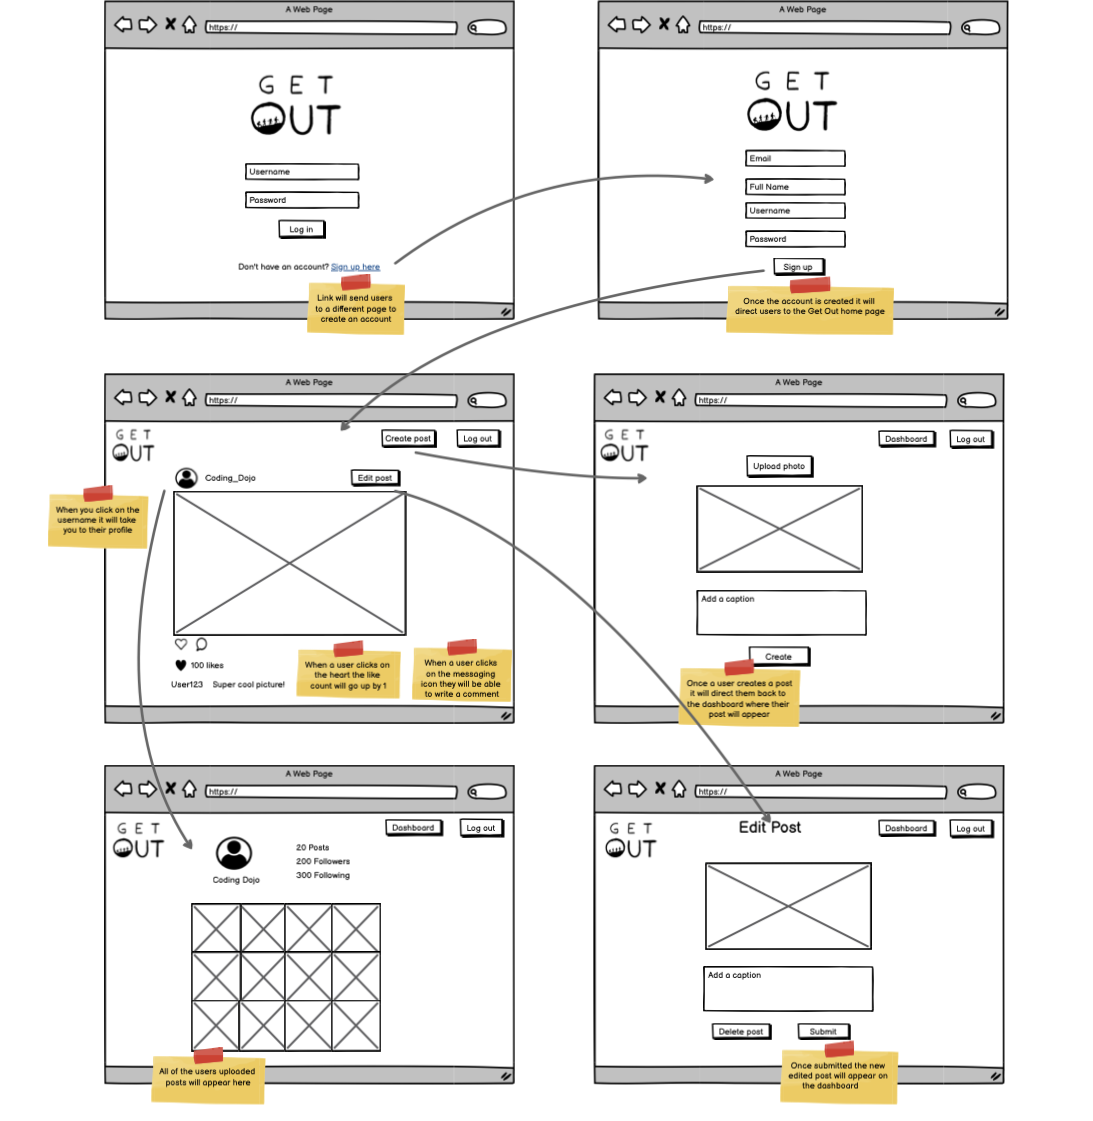 A Web Page
https://
GET
OUT
Username
Password
Log in
Don't have an account? Sign up here
Link will send users
to a different page to
create an account
A Web Page
https://
GET
OUT
Email
Full Name
Username
Password
Sign up
Once the account is created it will
direct users to the Get Out home page
A Web Page
https://
GET
OUT
Create post
Log out
Coding_Dojo
Edit post
When you click on the
username it will take
you to their profile
100 likes
User123 Super cool picture!
When a user clicks on
the heart the like
count will go up by 1
When a user clicks
on the messaging
icon they will be able
to write a comment
A Web Page
https://
GET
OUT
Dashboard
Log out
Upload photo
Add a caption
Create
Once a user creates a post
it will direct them back to
the dashboard where their
post will appear
A Web Page
https://
GET
OUT
Dashboard
Log out
Coding Dojo
20 Posts
200 Followers
300 Following
All of the users uploaded
posts will appear here
A Web Page
https://
GET
OUT
Edit Post
Dashboard
Log out
Add a caption
Delete post
Submit
Once submitted the new
edited post will appear on
the dashboard